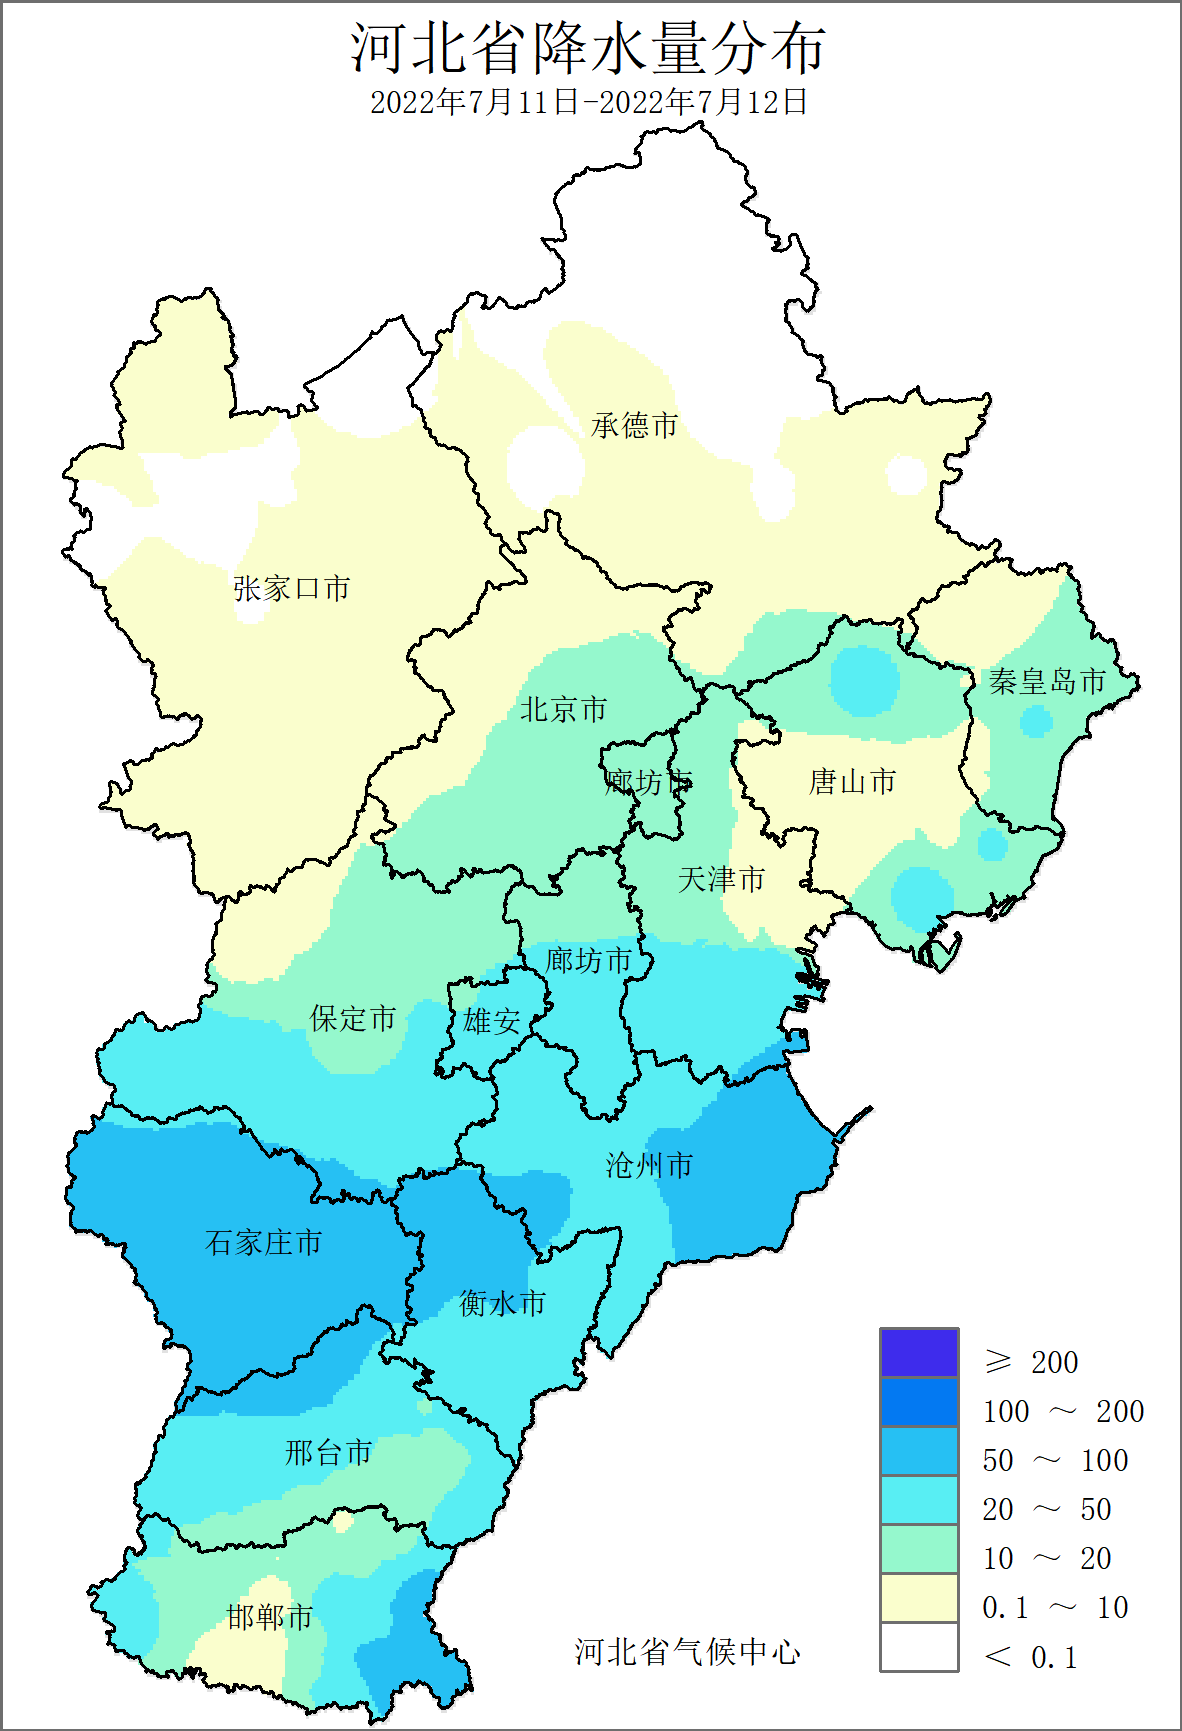 河北省降水量分布
2022年7月11日-2022年7月12日
承德市
张家口市
秦皇岛市
北京市
廊坊市
唐山市
天津市
廊坊市
保定市
雄安
沧州市
石家庄市
衡水市
邢台市
邯郸市
≥ 200
100 ～ 200
50 ～ 100
20 ～ 50
10 ～ 20
0.1 ～ 10
< 0.1
河北省气候中心